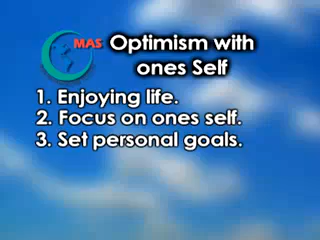 MAS
Optimism with
ones Self
1. Enjoying life.
2. Focus on ones self.
3. Set personal goals.